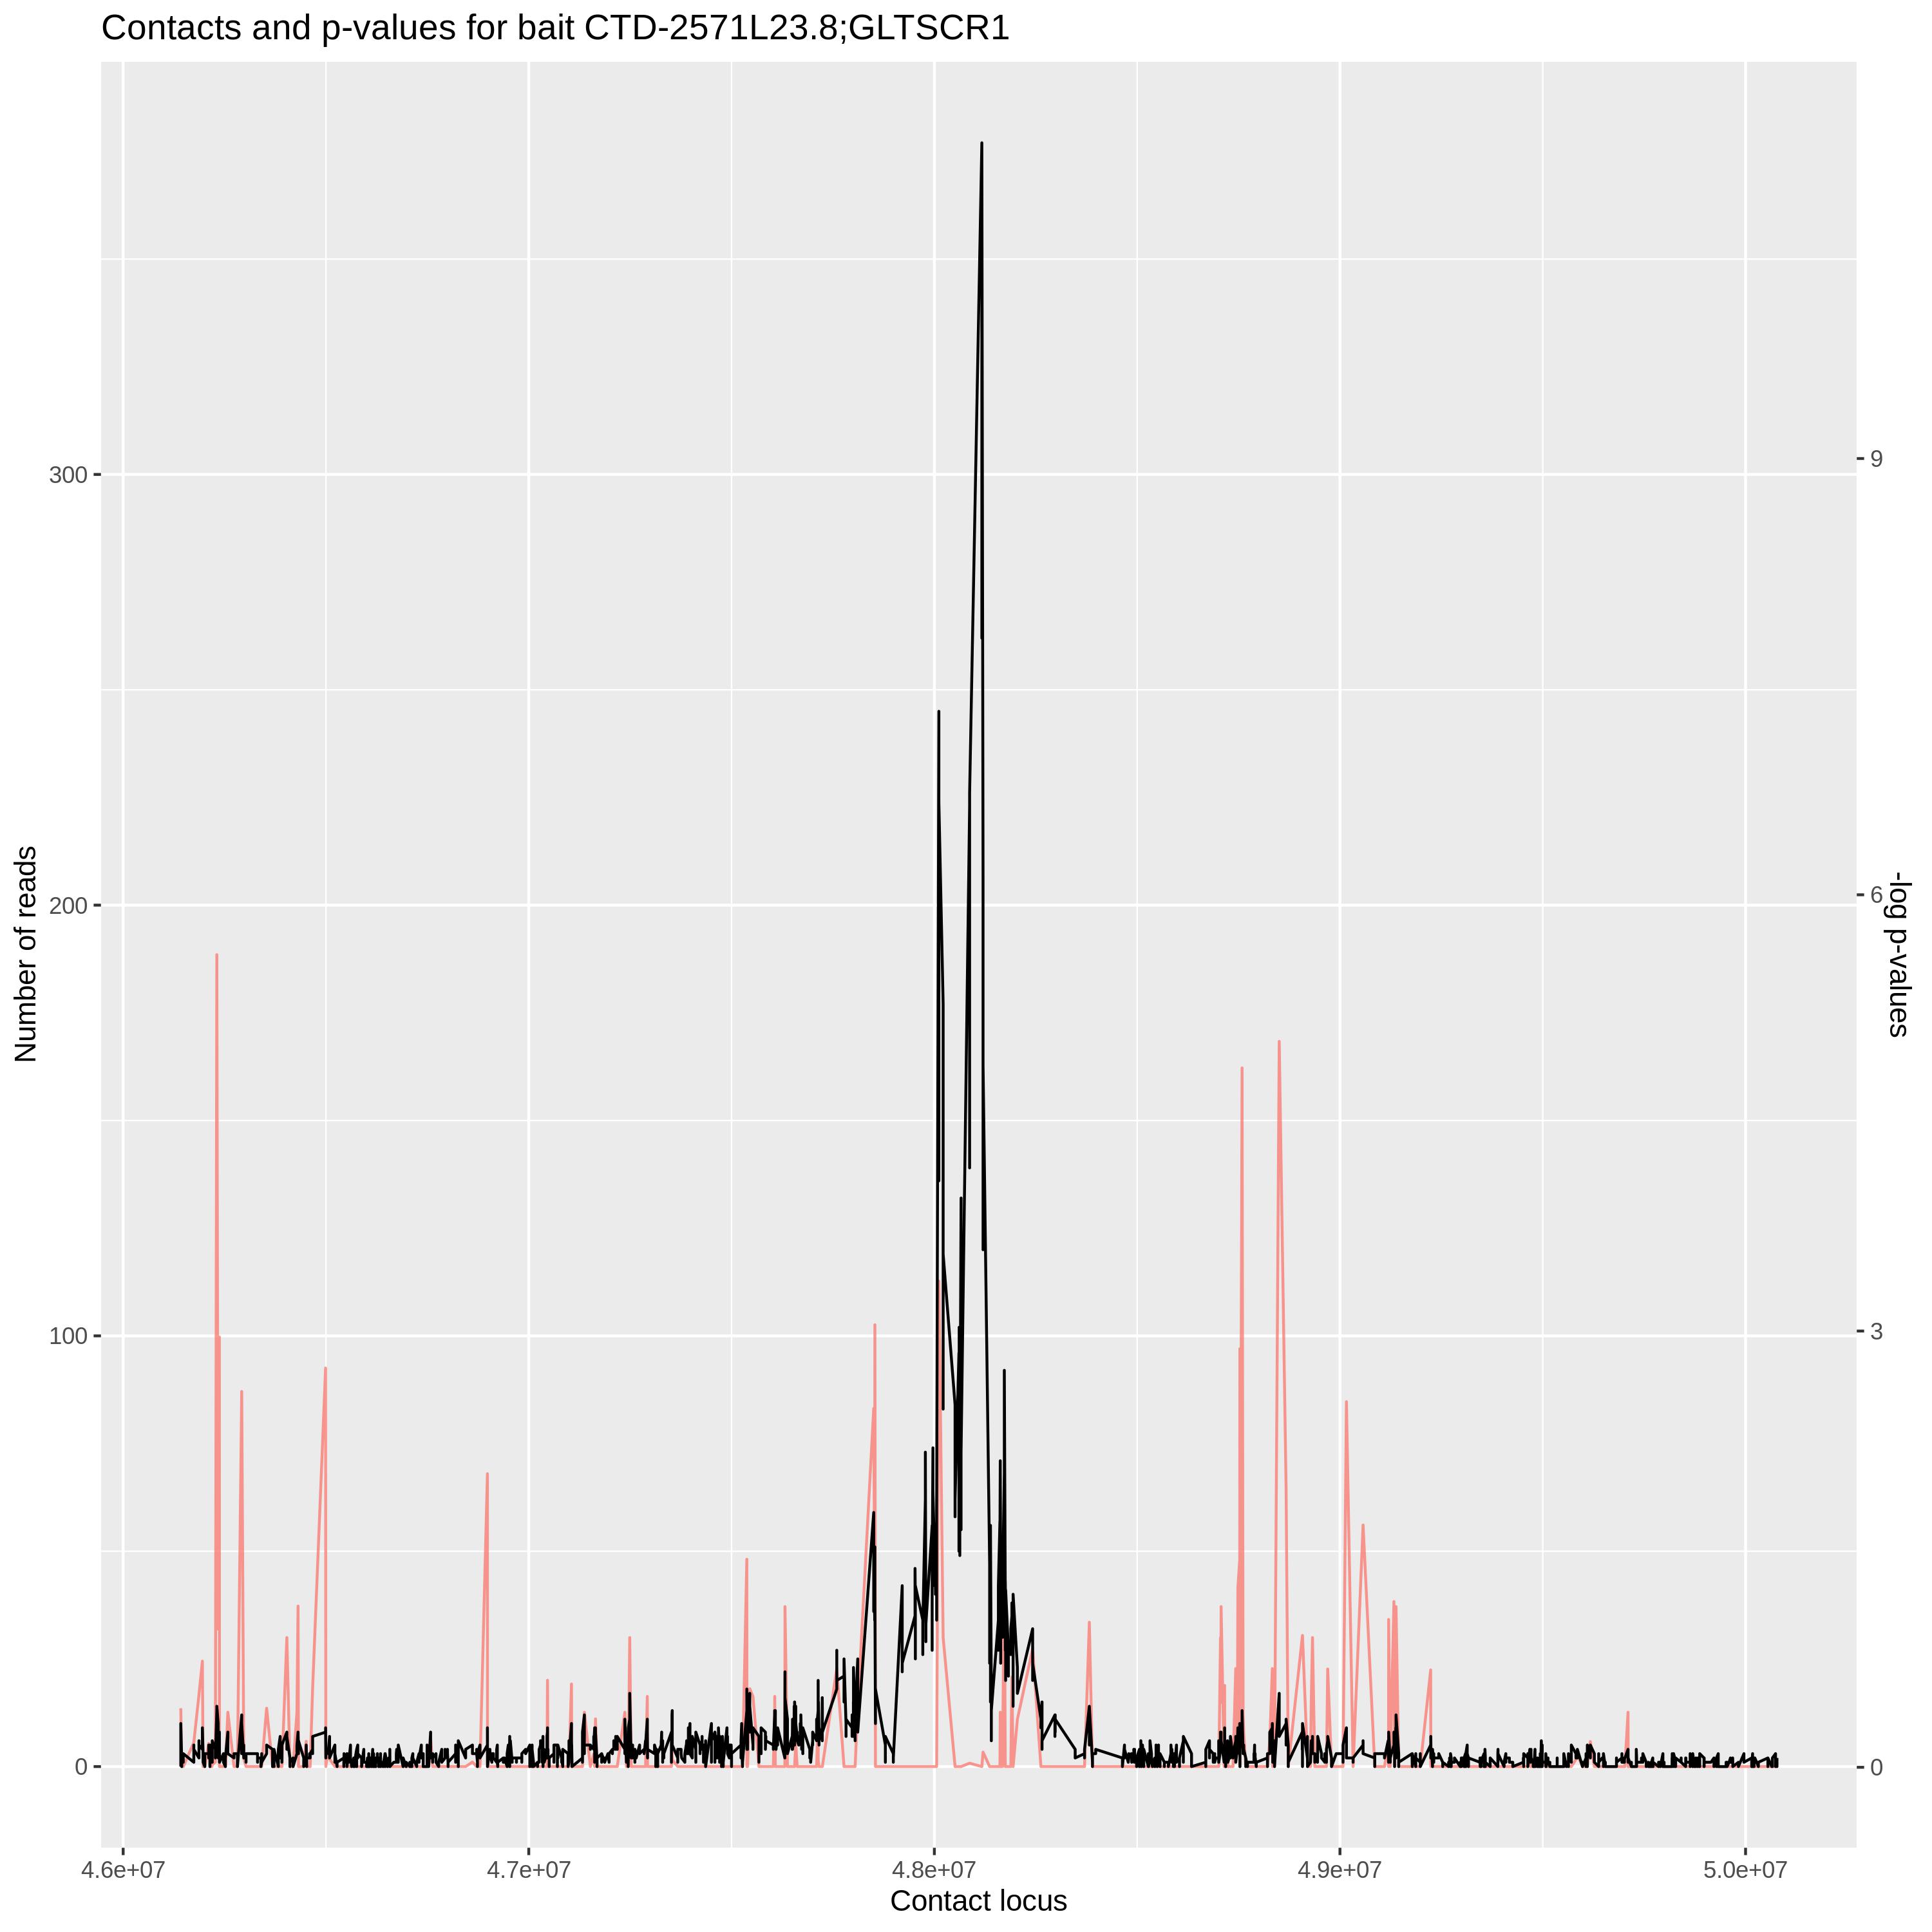 Contacts and p-values for bait CTD-2571L23.8;GLTSCR1
Number of reads
300
200
100
0
9
6
3
0
-log p-values
4.6e+07 4.7e+07 4.8e+07 4.9e+07 5.0e+07
Contact locus